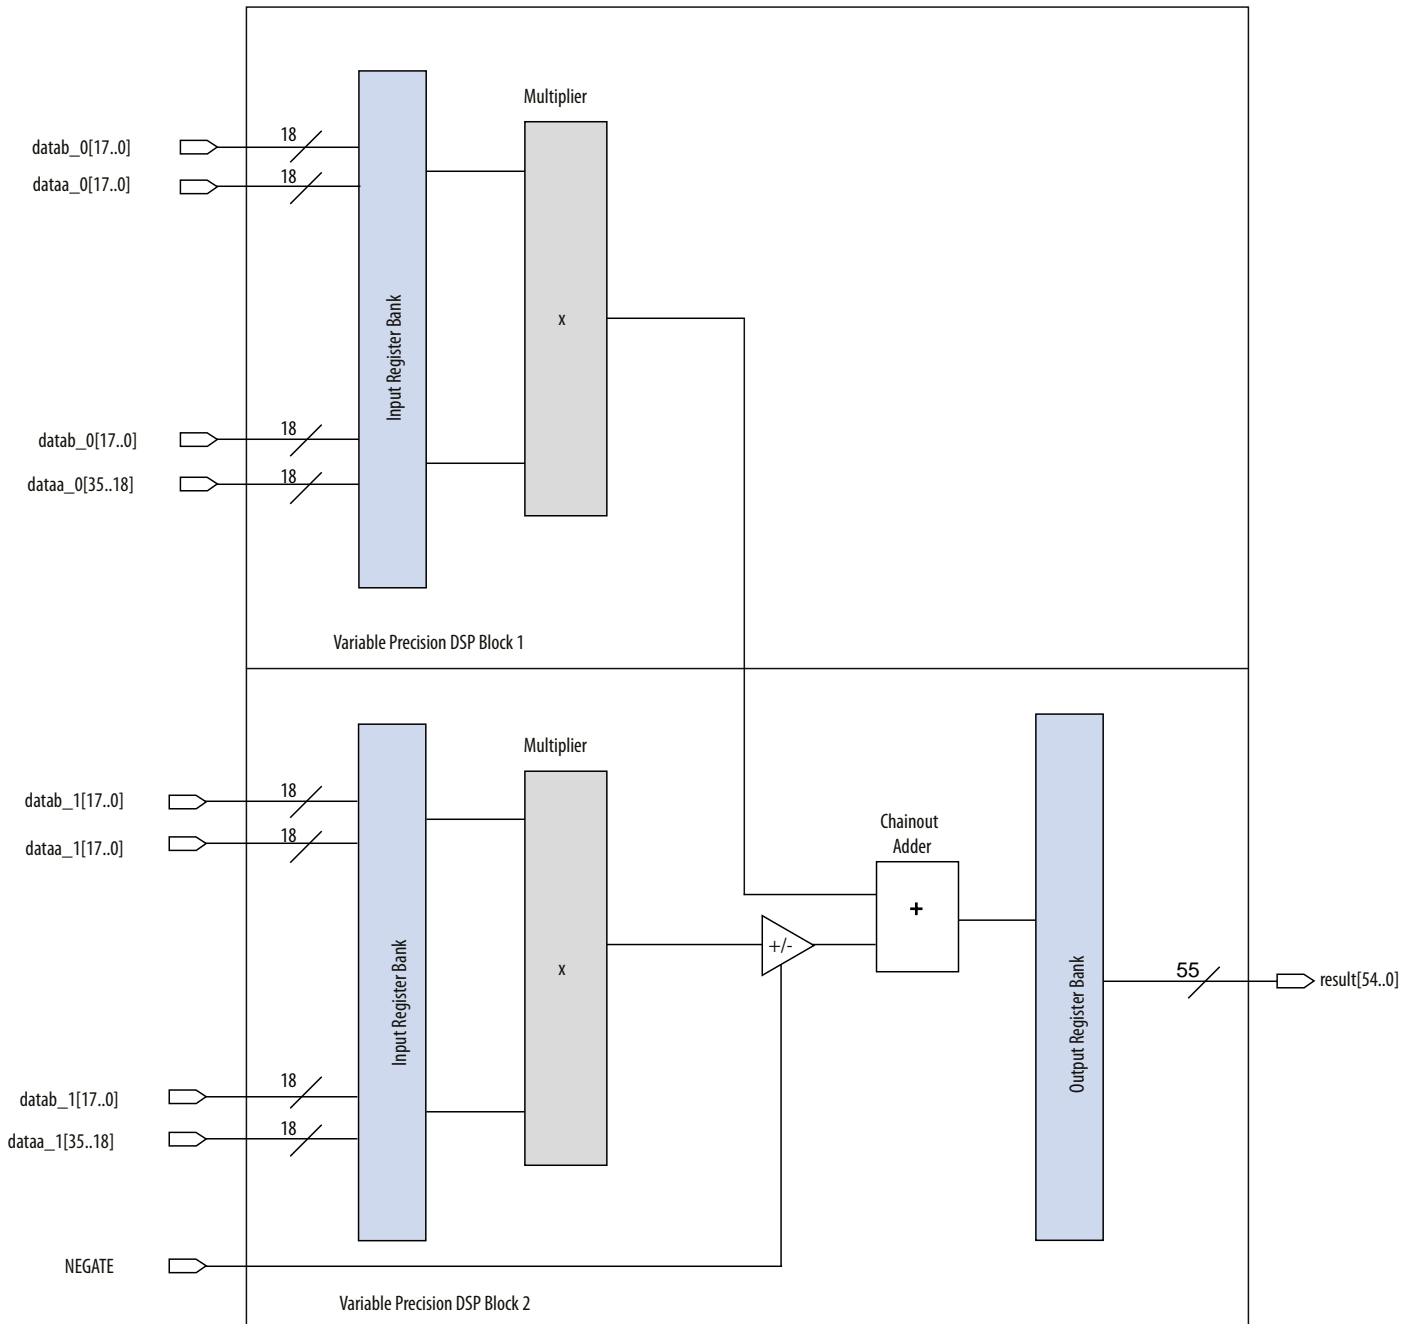 Multiplier
datab_0[17..0]
18
dataa_0[17..0]
18
Input Register Bank
x
datab_0[17..0]
18
dataa_0[35..18]
18
Variable Precision DSP Block 1
Multiplier
datab_1[17..0]
18
dataa_1[17..0]
18
Chainout
Adder
+
Input Register Bank
x
+/-
Output Register Bank
55
result[54..0]
datab_1[17..0]
18
dataa_1[35..18]
18
NEGATE
Variable Precision DSP Block 2